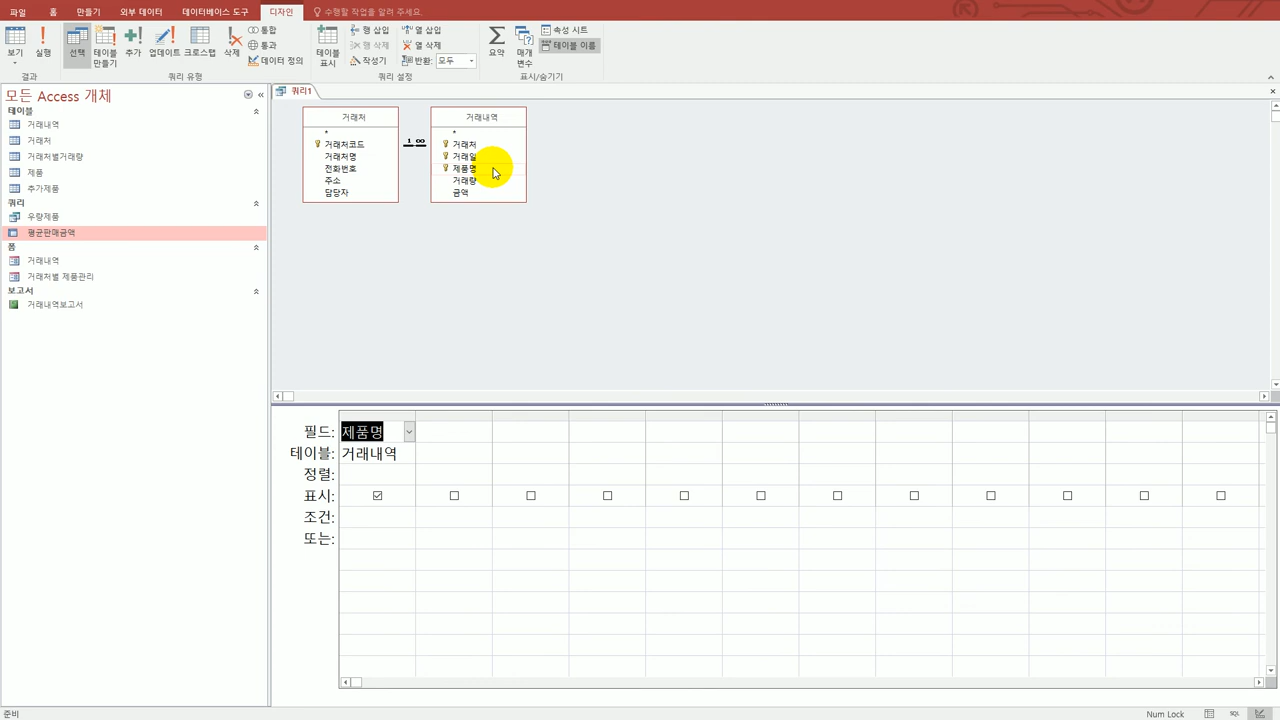 파일 홈 만들기 외부 데이터 데이터베이스 도구 디자인 수행할 작업을 알려 주세요.
보기 실행 선택 테이블 만들기 추가 업데이트 크로스탭 삭제
통합
통과
데이터 정의
테이블 표시
행 삽입
행 삭제
작성기
열 삽입
열 삭제
반환: 모두
요약 매개 변수
속성 시트
테이블 이름
결과 쿼리 유형 쿼리 설정 표시/숨기기
모든 Access 개체
테이블
거래내역
거래처
거래처별거래량
제품
추가제품
쿼리
우량제품
평균판매금액
폼
거래내역
거래처별 제품관리
보고서
거래내역보고서
쿼리1
거래처
*
거래처코드
거래처명
전화번호
주소
담당자
1 ∞
거래내역
*
거래처
거래일
제품명
거래량
금액
필드: 제품명
테이블: 거래내역
정렬:
표시:
조건:
또는:
준비
Num Lock
SQL